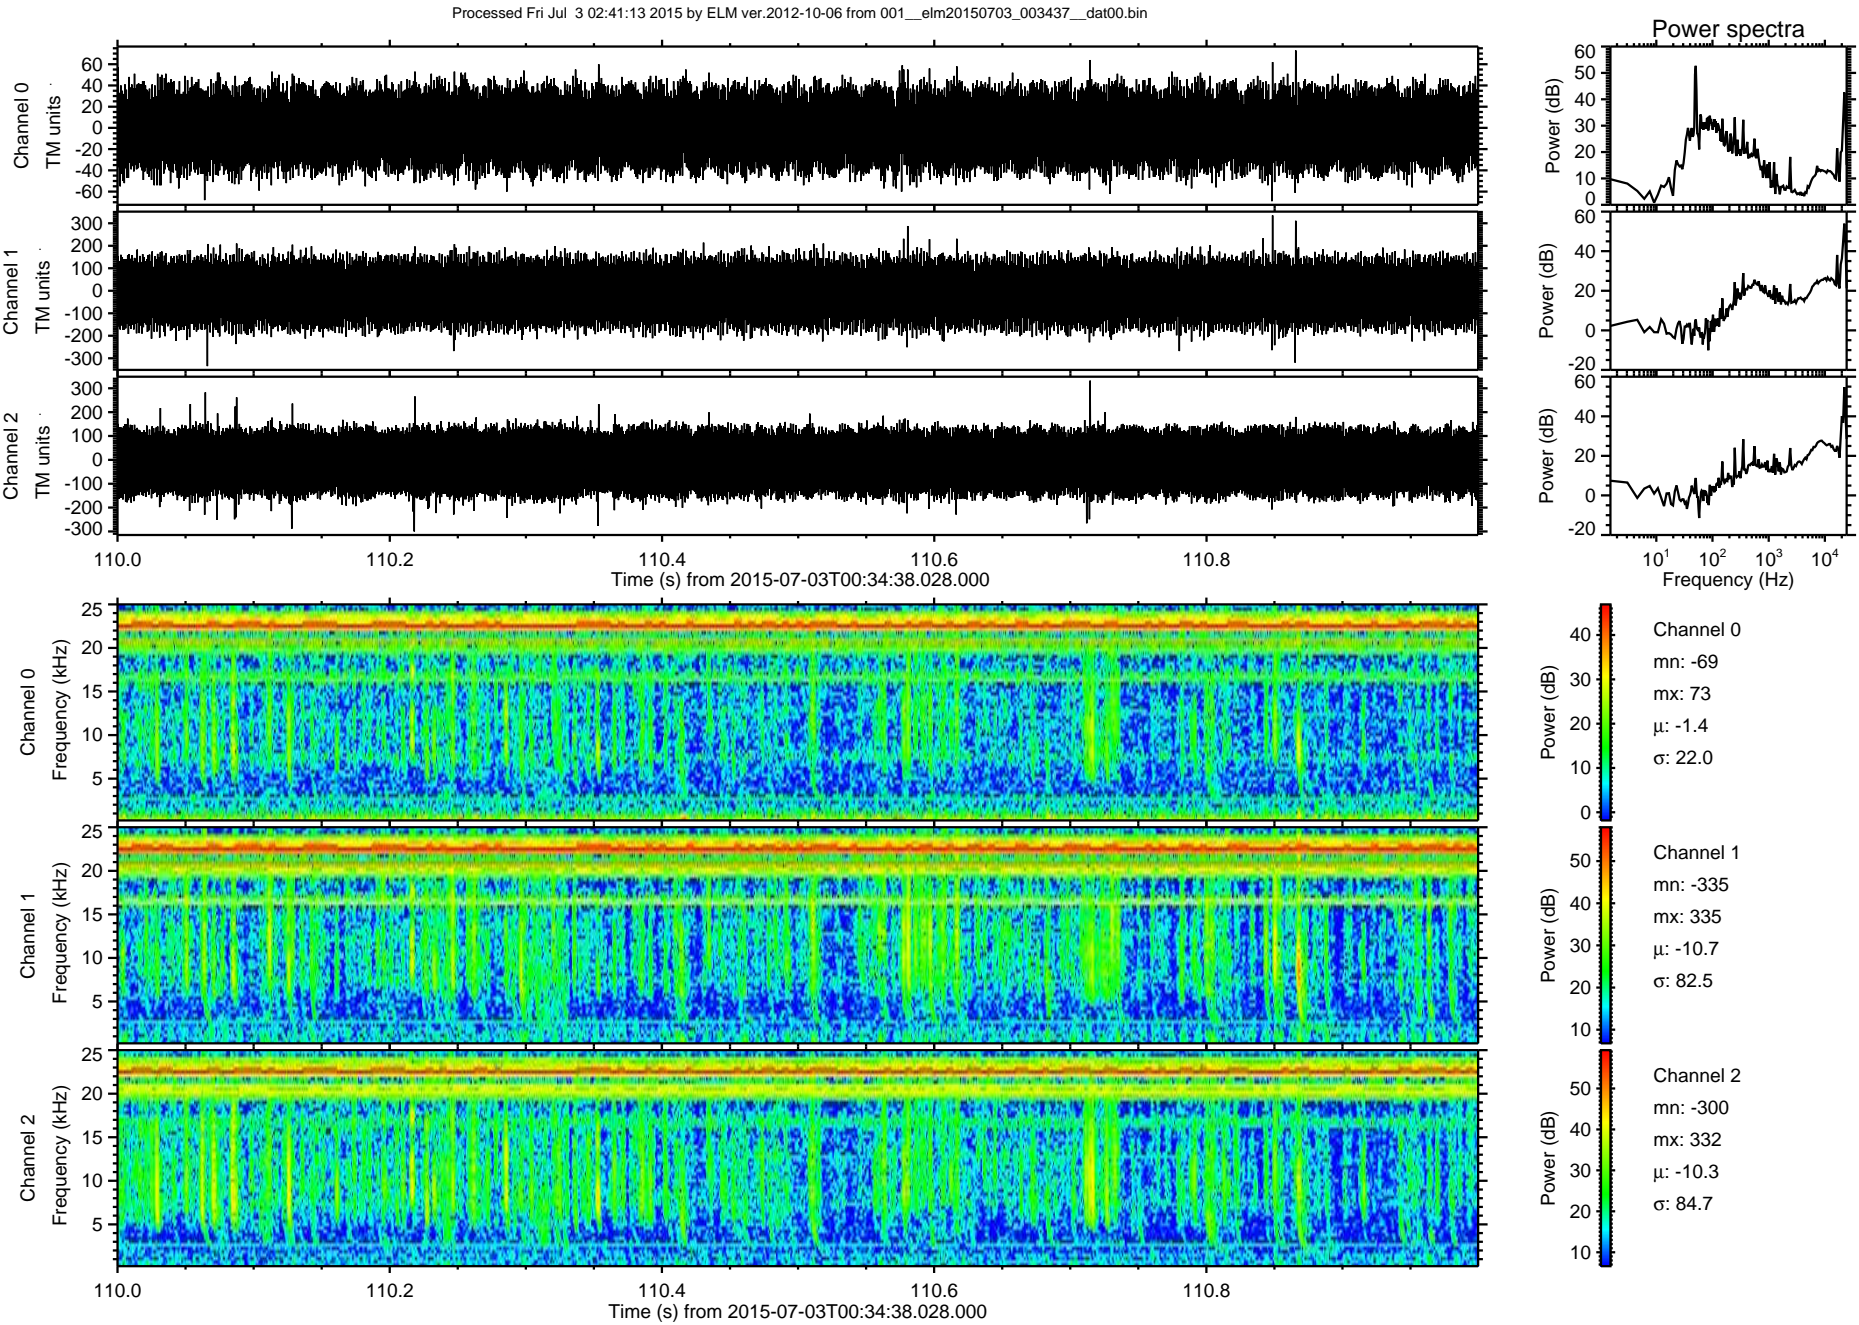 Processed Fri Jul  3 02:41:13 2015 by ELM ver.2012-10-06 from 001__elm20150703_003437__dat00.bin
Power spectra
Channel 0
TM units
60
40
20
0
-20
-40
-60
Power (dB)
60
50
40
30
20
10
0
Channel 1
TM units
300
200
100
0
-100
-200
-300
Power (dB)
60
40
20
0
-20
Channel 2
TM units
300
200
100
0
-100
-200
-300
Power (dB)
60
40
20
0
-20
110.0 110.2 110.4 110.6 110.8
Time (s) from 2015-07-03T00:34:38.028.000
10¹ 10² 10³ 10⁴
Frequency (Hz)
Channel 0
Frequency (kHz)
25
20
15
10
5
Power (dB)
40
30
20
10
0
Channel 0
mn: -69
mx: 73
μ: -1.4
σ: 22.0
Channel 1
Frequency (kHz)
25
20
15
10
5
Power (dB)
50
40
30
20
10
Channel 1
mn: -335
mx: 335
μ: -10.7
σ: 82.5
Channel 2
Frequency (kHz)
25
20
15
10
5
Power (dB)
50
40
30
20
10
Channel 2
mn: -300
mx: 332
μ: -10.3
σ: 84.7
110.0 110.2 110.4 110.6 110.8
Time (s) from 2015-07-03T00:34:38.028.000